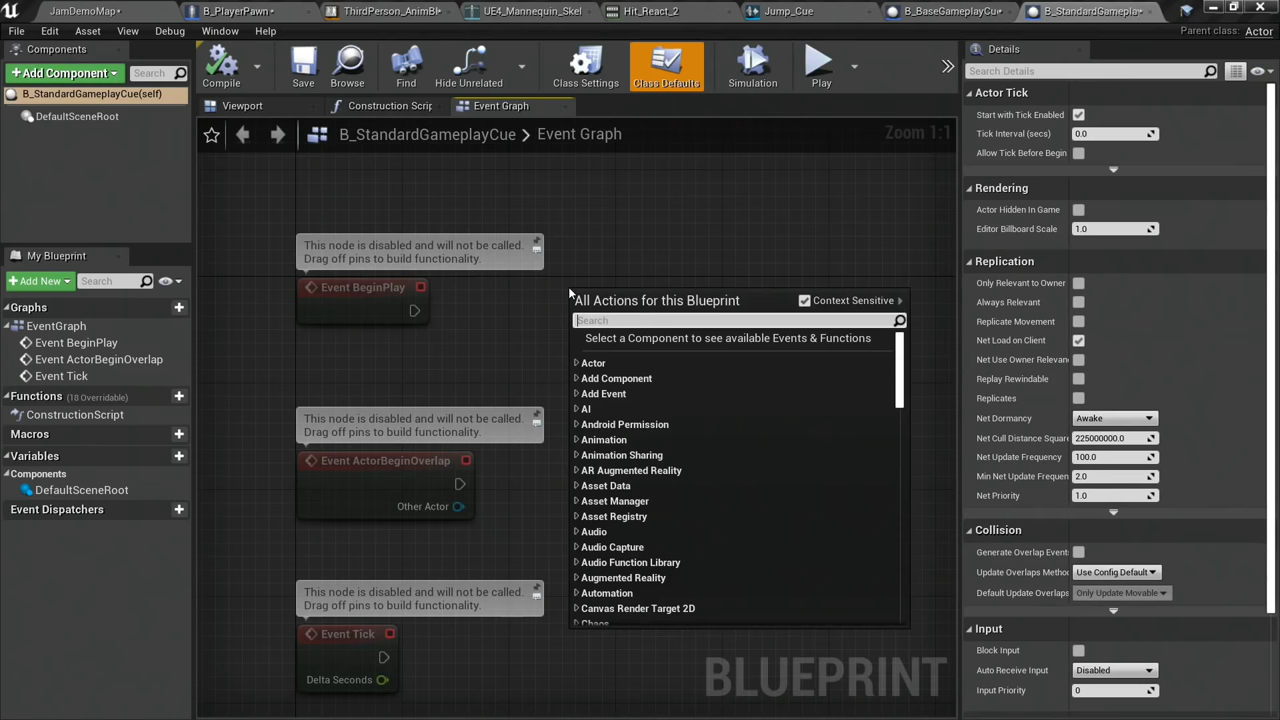 JamDemoMap•
B_PlayerPawn•
ThirdPerson_AnimBl
UE4_Mannequin_Skel
Hit_React_2
Jump_Cue
B_BaseGameplayCu
B_StandardGamepla
File Edit Asset View Debug Window Help
Parent class: Actor
Components
Add Component
Search
B_StandardGameplayCue(self)
DefaultSceneRoot
Compile
Save
Browse
Find
Hide Unrelated
Class Settings
Class Defaults
Simulation
Play
Viewport
Construction Scrip
Event Graph
B_StandardGameplayCue > Event Graph
Zoom 1:1
My Blueprint
Add New
Search
Graphs
EventGraph
Event BeginPlay
Event ActorBeginOverlap
Event Tick
Functions (18 Overridable)
ConstructionScript
Macros
Variables
Components
DefaultSceneRoot
Event Dispatchers
This node is disabled and will not be called.
Drag off pins to build functionality.
Event BeginPlay
This node is disabled and will not be called.
Drag off pins to build functionality.
Event ActorBeginOverlap
Other Actor
This node is disabled and will not be called.
Drag off pins to build functionality.
Event Tick
Delta Seconds
All Actions for this Blueprint
Context Sensitive
Search
Select a Component to see available Events & Functions
Actor
Add Component
Add Event
AI
Android Permission
Animation
Animation Sharing
AR Augmented Reality
Asset Data
Asset Manager
Asset Registry
Audio
Audio Capture
Audio Function Library
Augmented Reality
Automation
Canvas Render Target 2D
Chaos
BLUEPRINT
Details
Search Details
Actor Tick
Start with Tick Enabled
Tick Interval (secs) 0.0
Allow Tick Before Begin
Rendering
Actor Hidden In Game
Editor Billboard Scale 1.0
Replication
Only Relevant to Owner
Always Relevant
Replicate Movement
Net Load on Client
Net Use Owner Relevan
Replay Rewindable
Replicates
Net Dormancy Awake
Net Cull Distance Square 225000000.0
Net Update Frequency 100.0
Min Net Update Frequen 2.0
Net Priority 1.0
Collision
Generate Overlap Event
Update Overlaps Metho Use Config Default
Default Update Overlaps Only Update Movable
Input
Block Input
Auto Receive Input Disabled
Input Priority 0